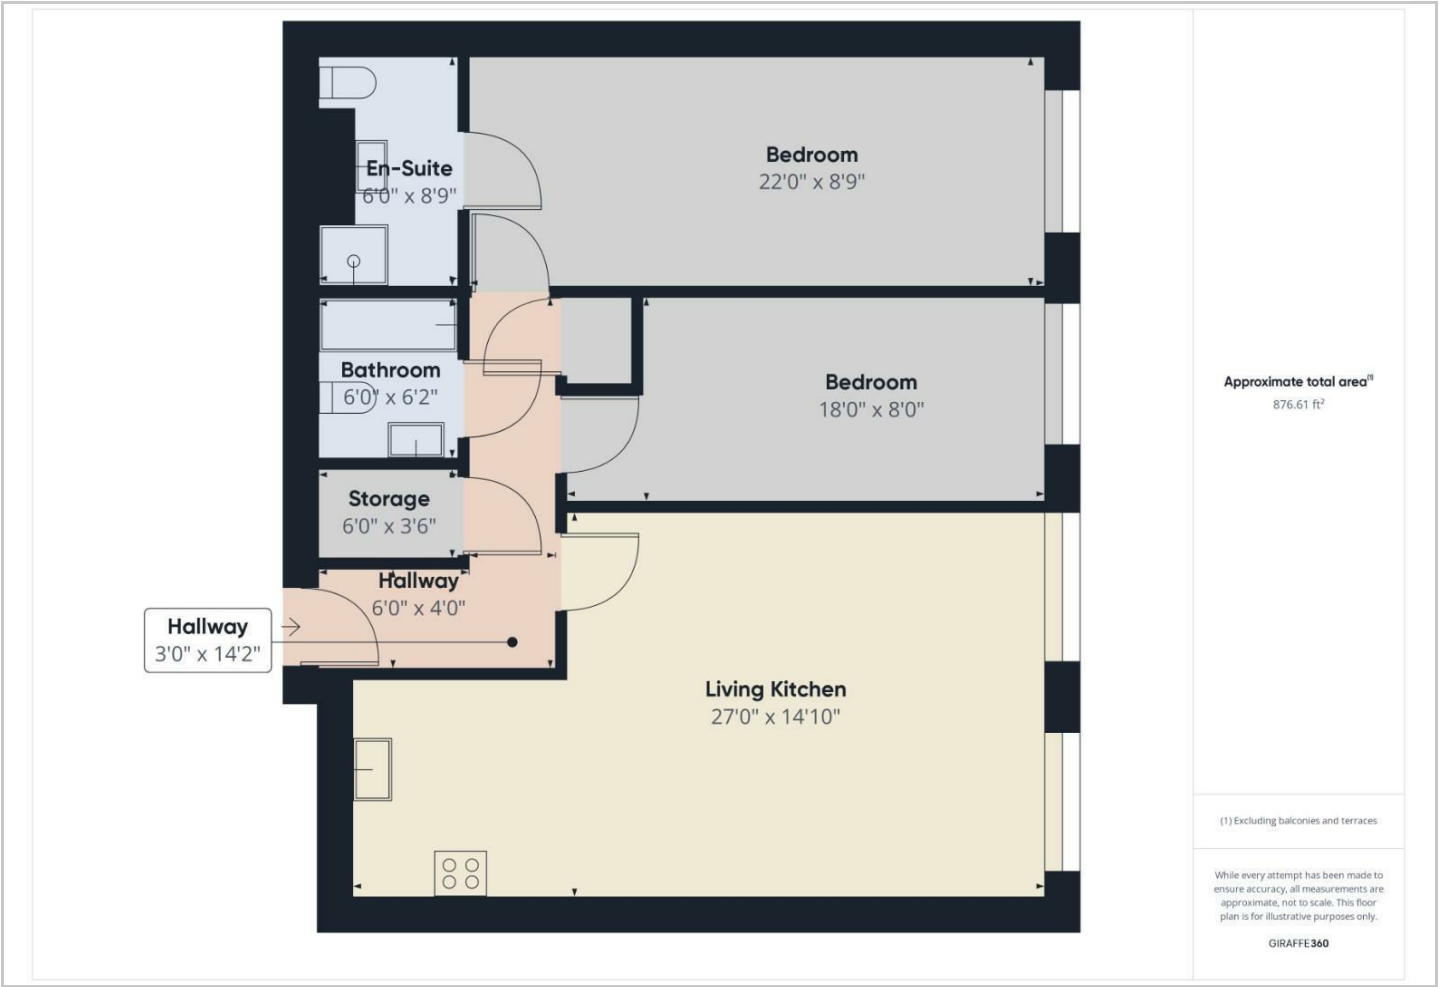 En-Suite
6'0" x 8'9"
Bedroom
22'0" x 8'9"
Bathroom
6'0" x 6'2"
Bedroom
18'0" x 8'0"
Storage
6'0" x 3'6"
Hallway
6'0" x 4'0"
Hallway
3'0" x 14'2"
Living Kitchen
27'0" x 14'10"
Approximate total area(1)
876.61 ft²
(1) Excluding balconies and terraces
While every attempt has been made to
ensure accuracy, all measurements are
approximate, not to scale. This floor
plan is for illustrative purposes only.
GIRAFFE360